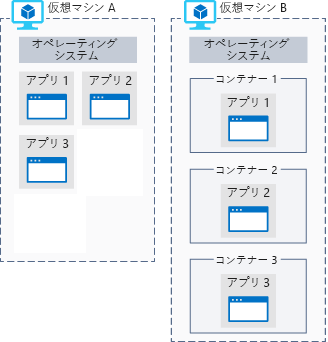 仮想マシン A
オペレーティング
システム
アプリ 1
アプリ 2
アプリ 3
仮想マシン B
オペレーティング
システム
コンテナー 1
アプリ 1
コンテナー 2
アプリ 2
コンテナー 3
アプリ 3